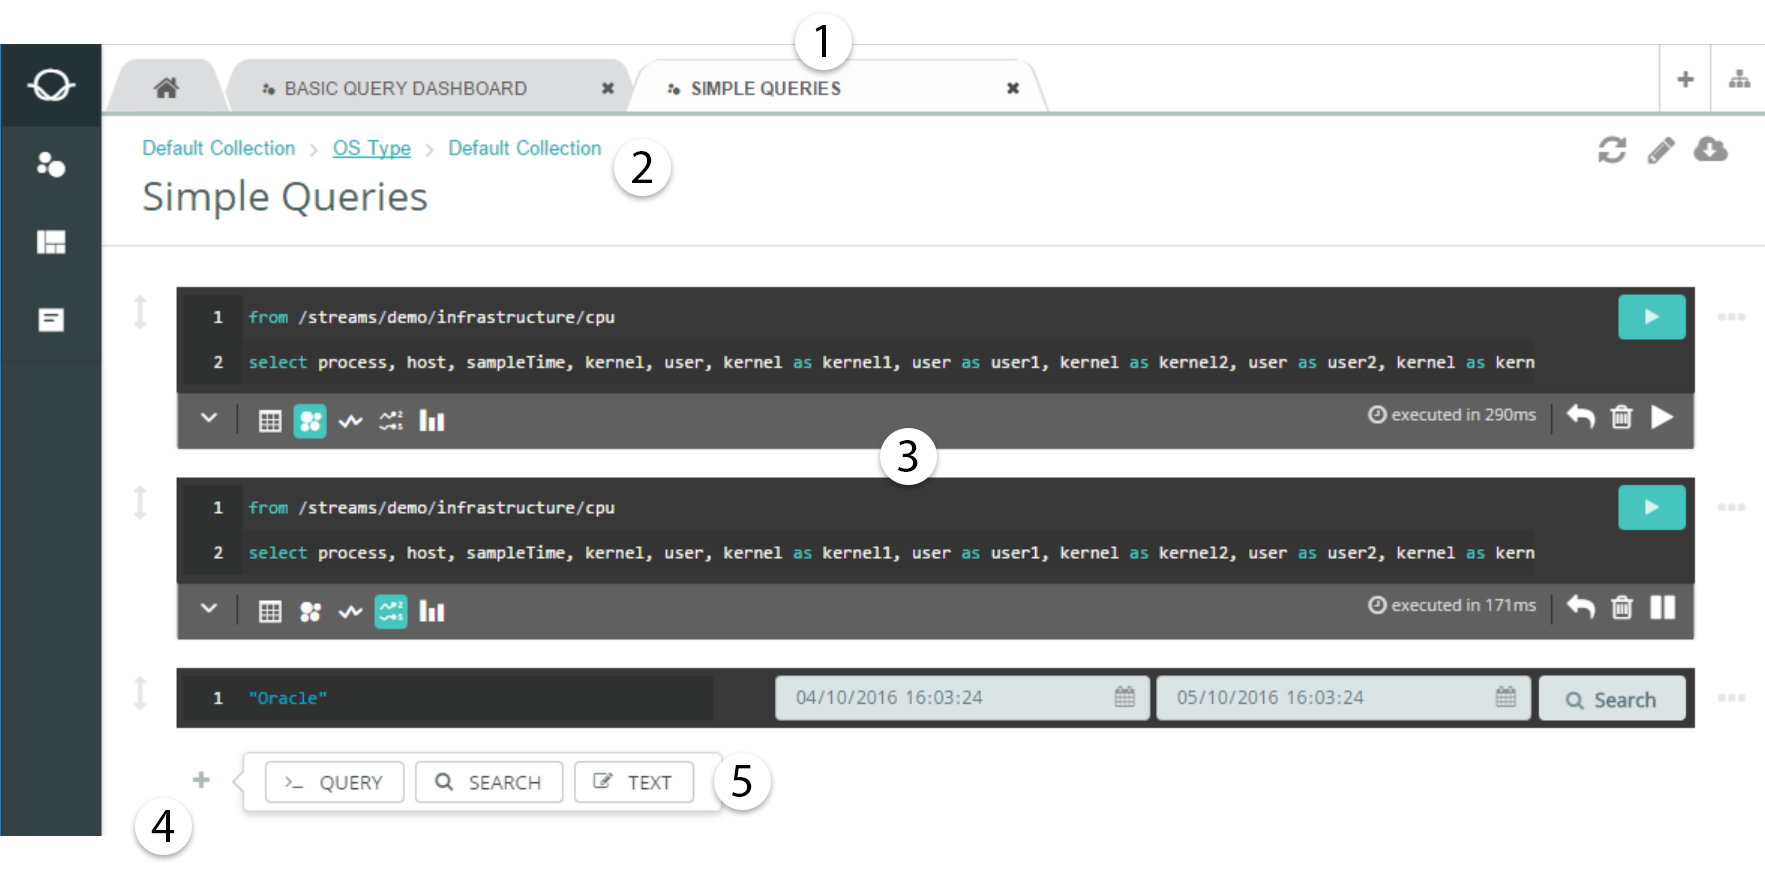 1
BASIC QUERY DASHBOARD
SIMPLE QUERIES
Default Collection > OS Type > Default Collection
2
Simple Queries
1 from /streams/demo/infrastructure/cpu
2 select process, host, sampleTime, kernel, user, kernel as kernel1, user as user1, kernel as kernel2, user as user2, kernel as kern
executed in 290ms
3
1 from /streams/demo/infrastructure/cpu
2 select process, host, sampleTime, kernel, user, kernel as kernel1, user as user1, kernel as kernel2, user as user2, kernel as kern
executed in 171ms
1 "Oracle" 04/10/2016 16:03:24 05/10/2016 16:03:24 Search
QUERY SEARCH TEXT 5
4